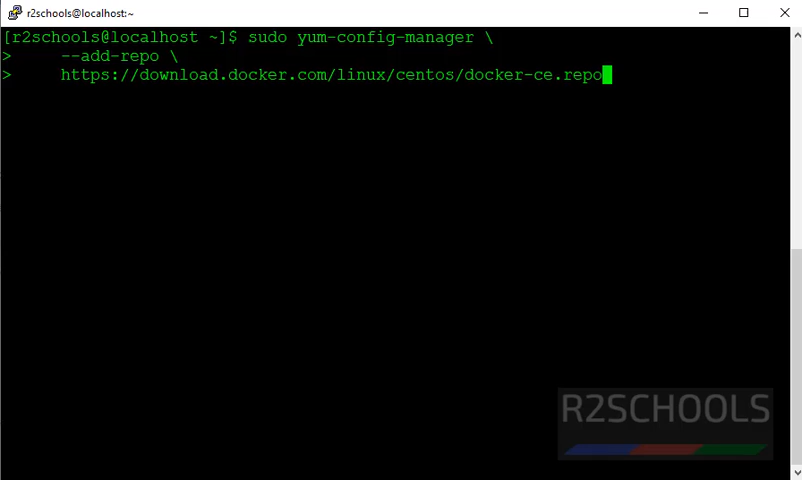 r2schools@localhost:~
[r2schools@localhost ~]$ sudo yum-config-manager \
>     --add-repo \
>     https://download.docker.com/linux/centos/docker-ce.repo
R2SCHOOLS